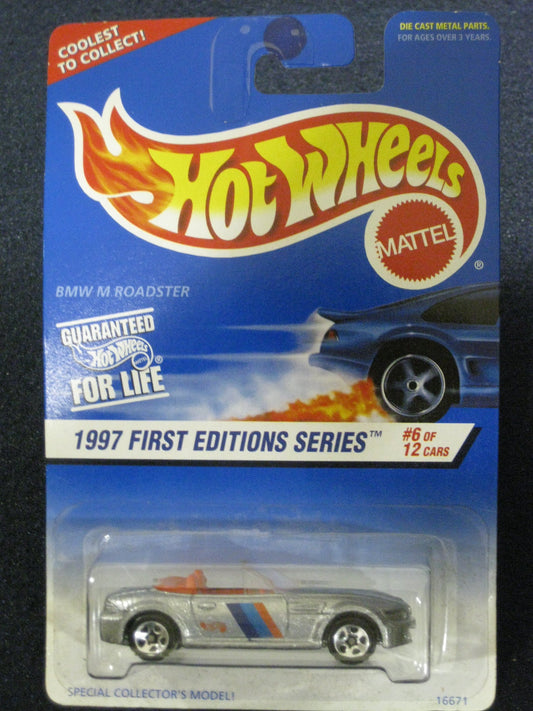 COOLEST
TO COLLECT!
DIE CAST METAL PARTS.
FOR AGES OVER 3 YEARS.
HOT WHEELS
MATTEL
®
BMW M ROADSTER
GUARANTEED
Hot Wheels
MATTEL
®
FOR LIFE
1997 FIRST EDITIONS SERIES™
#6 OF
12 CARS
SPECIAL COLLECTOR'S MODEL!
16671